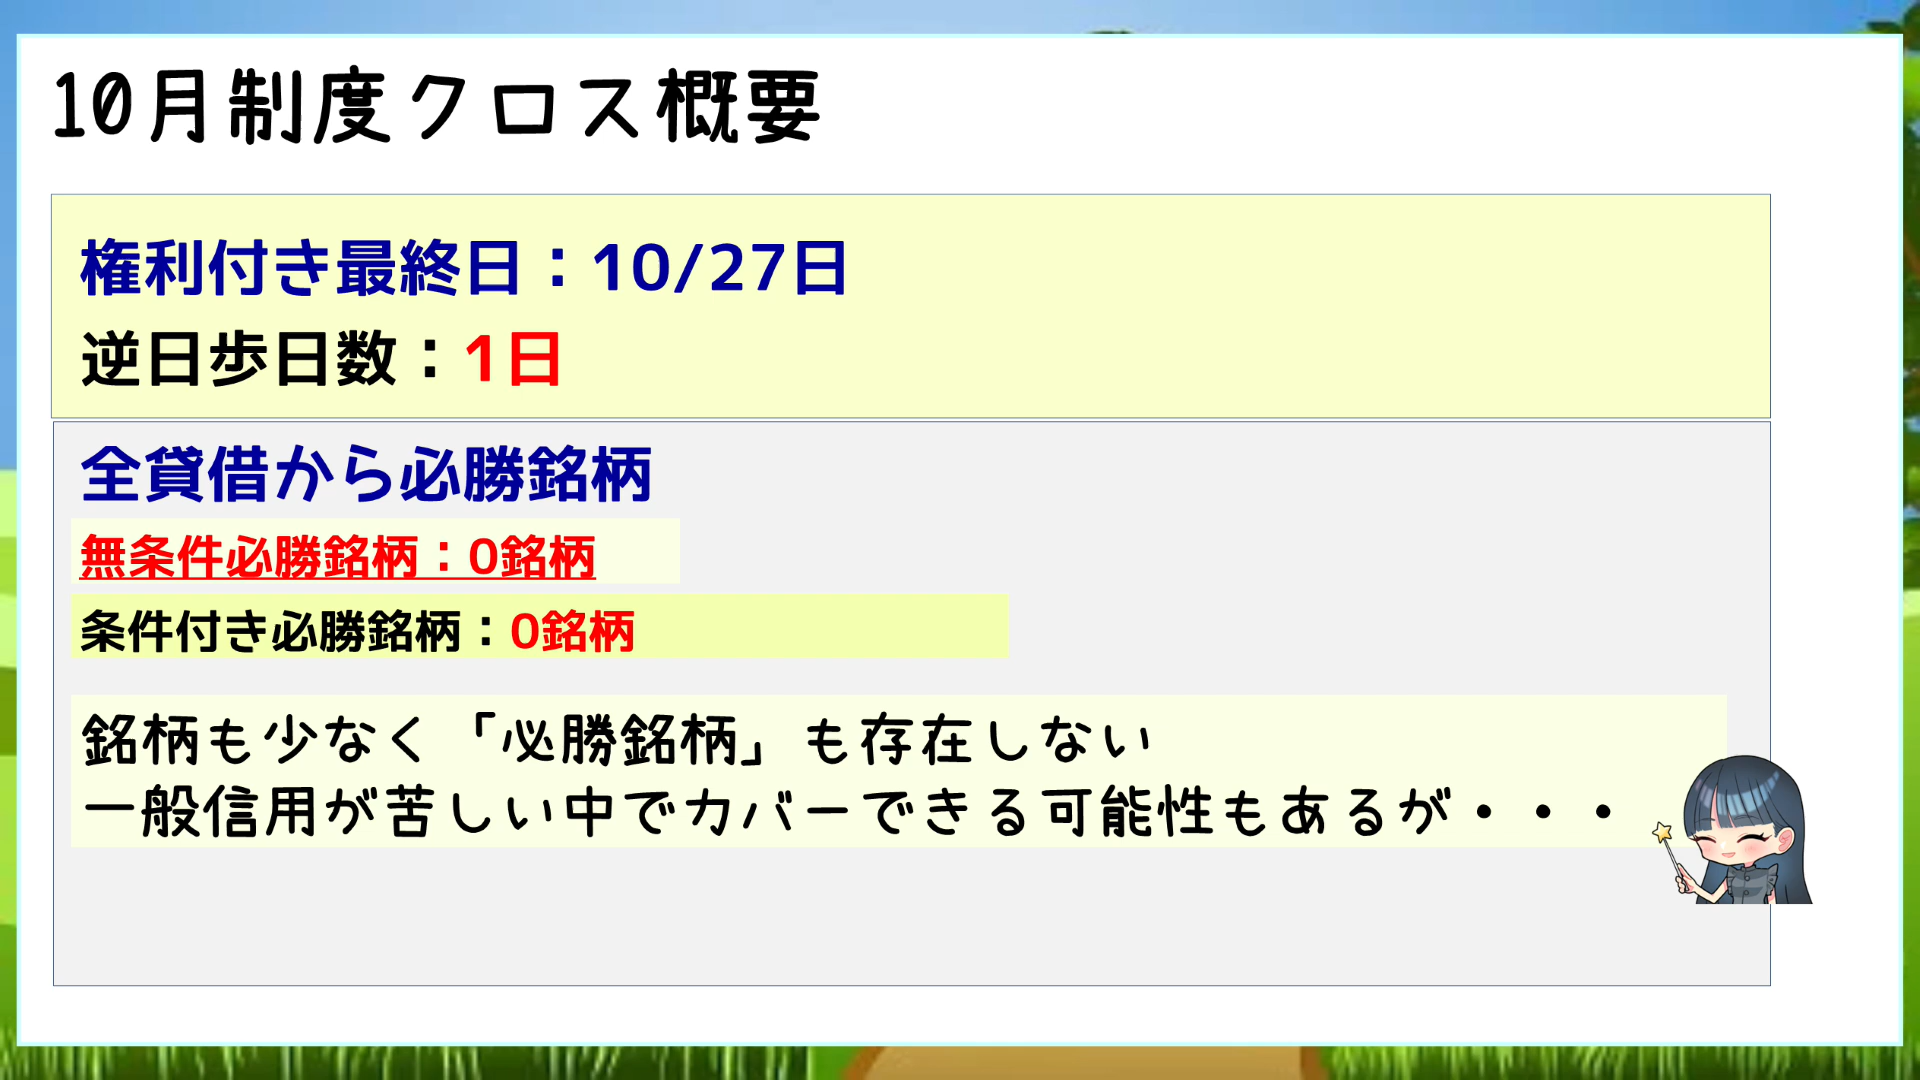 10月制度クロス概要
権利付き最終日：10/27日
逆日歩日数：1日
全貸借から必勝銘柄
無条件必勝銘柄：0銘柄
条件付き必勝銘柄：0銘柄
銘柄も少なく「必勝銘柄」も存在しない
一般信用が苦しい中でカバーできる可能性もあるが・・・